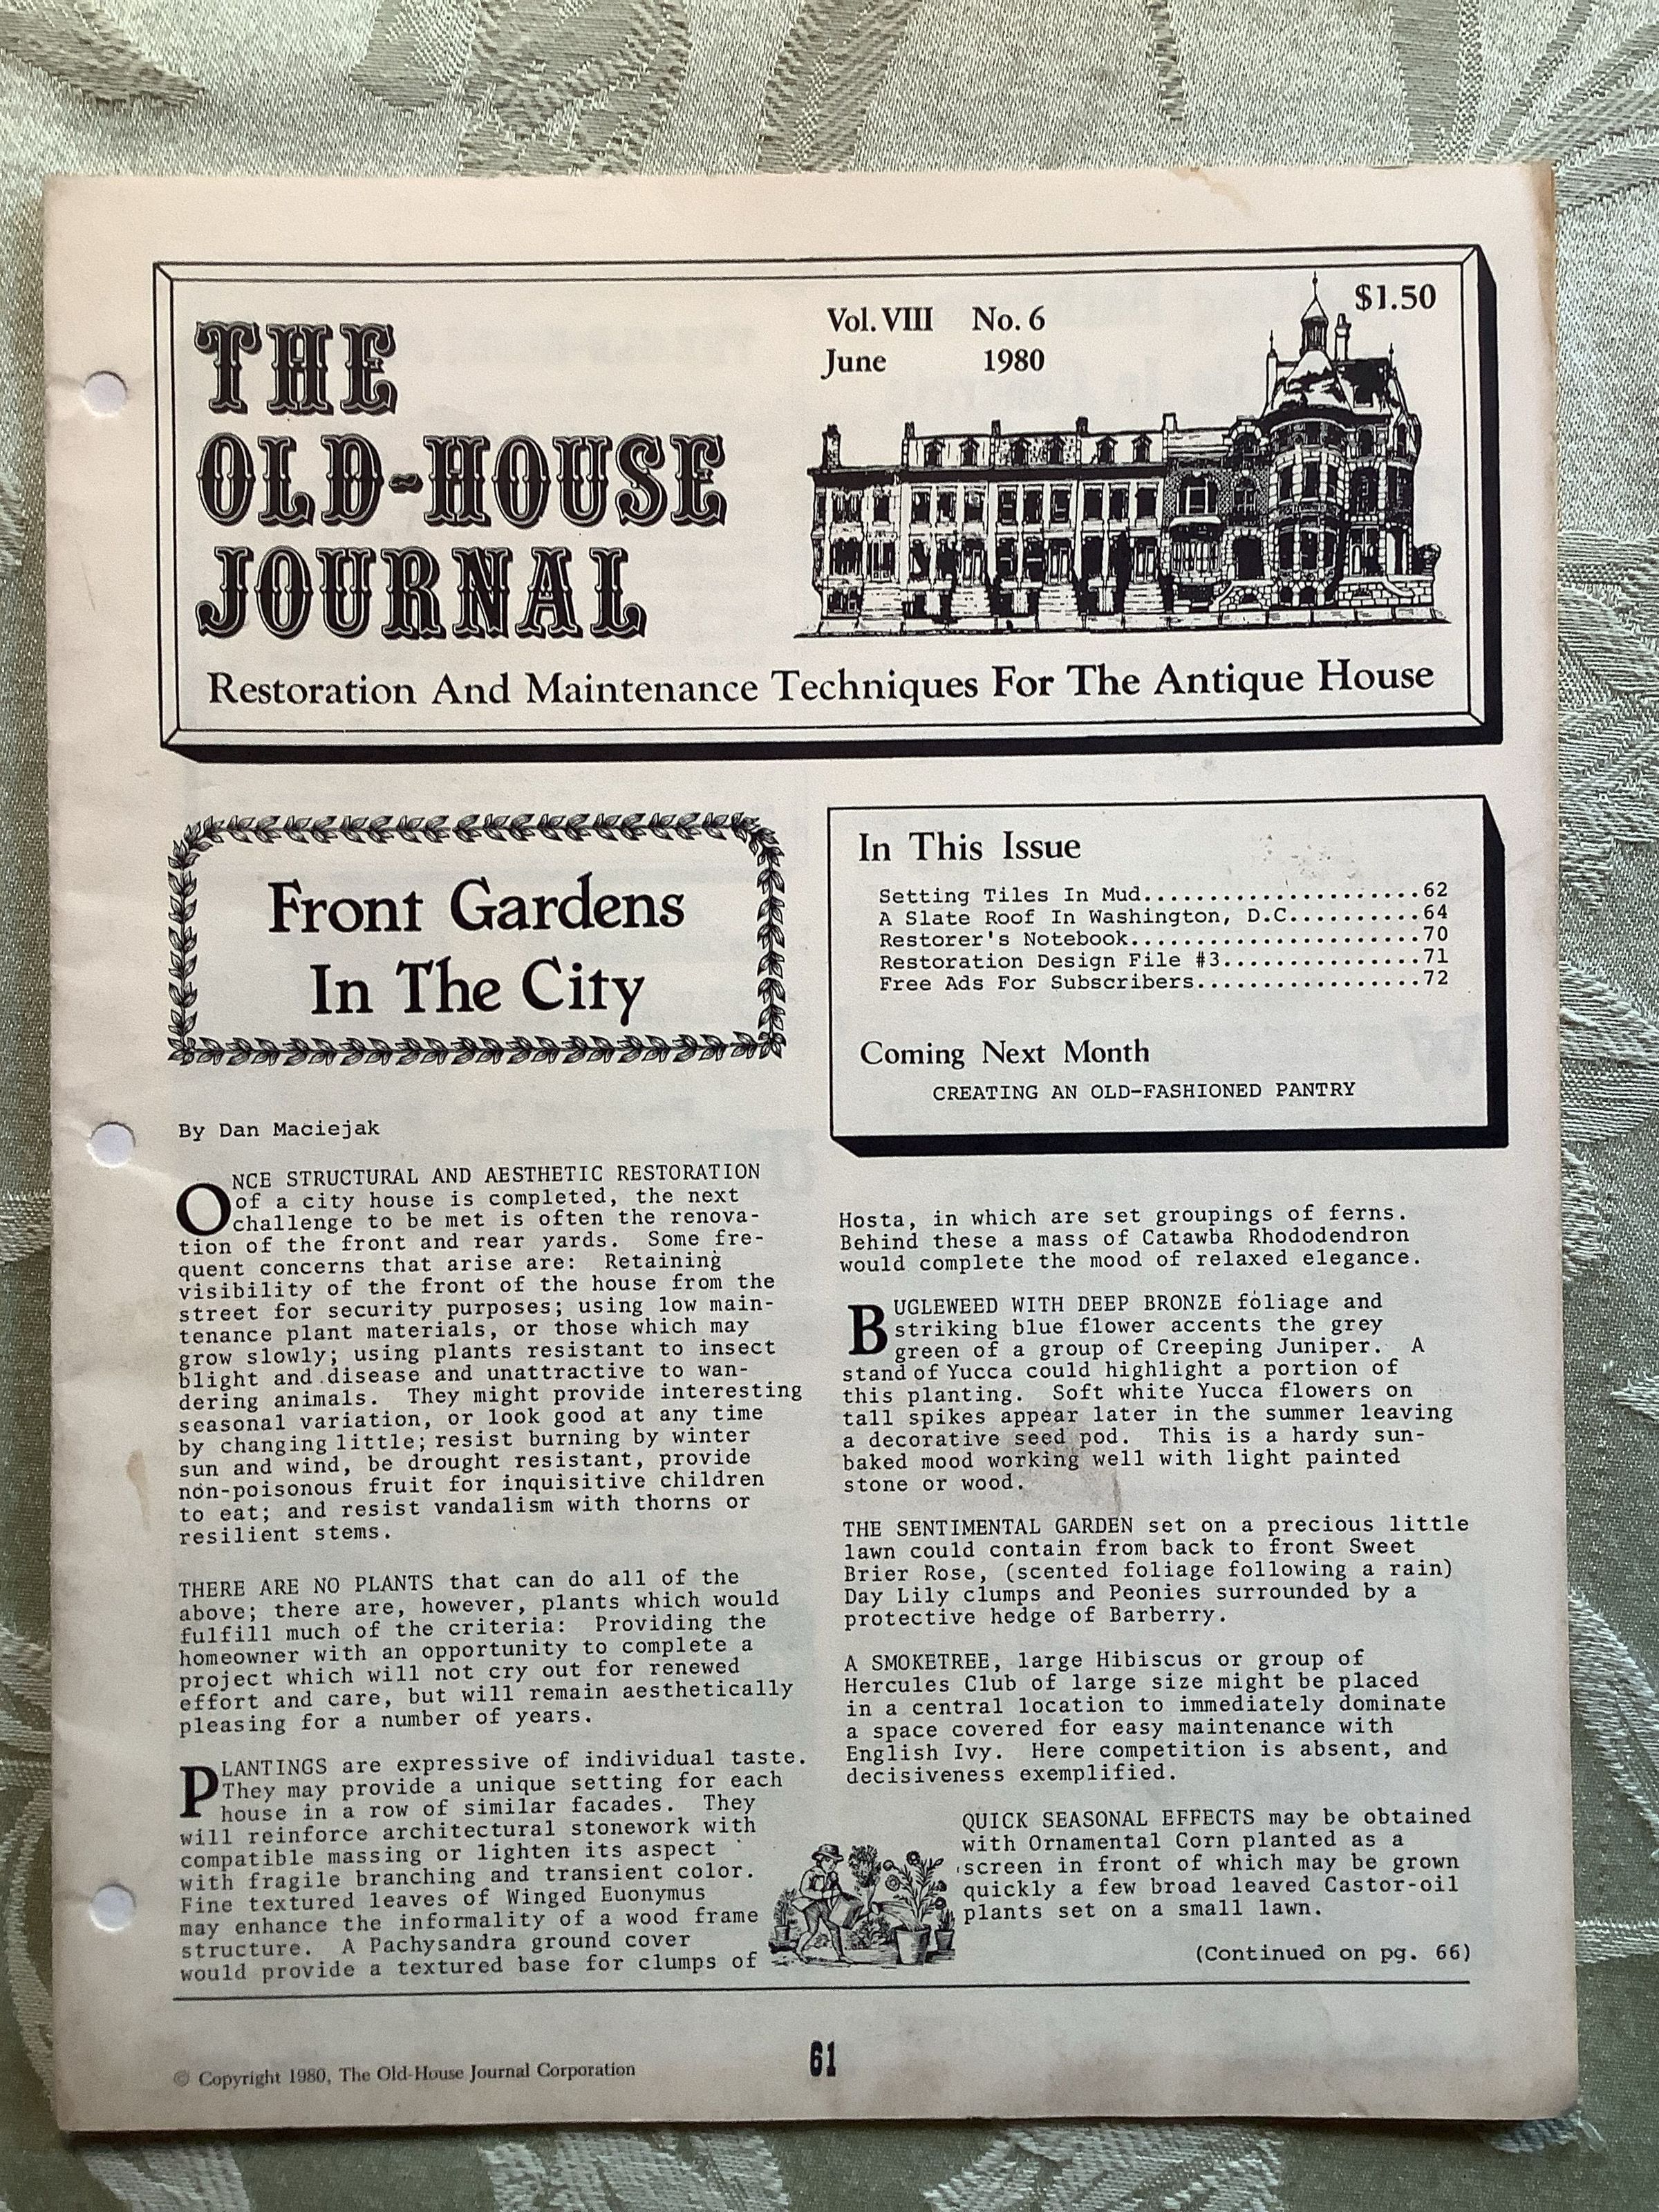 THE
OLD-HOUSE
JOURNAL
Vol. VIII No. 6
June 1980
$1.50
Restoration And Maintenance Techniques For The Antique House
Front Gardens
In The City
In This Issue
Setting Tiles In Mud.....................62
A Slate Roof In Washington, D.C..........64
Restorer's Notebook......................70
Restoration Design File #3...............71
Free Ads For Subscribers.................72
Coming Next Month
CREATING AN OLD-FASHIONED PANTRY
By Dan Maciejak
ONCE STRUCTURAL AND AESTHETIC RESTORATION
of a city house is completed, the next
challenge to be met is often the renova-
tion of the front and rear yards. Some fre-
quent concerns that arise are: Retaining
visibility of the front of the house from the
street for security purposes; using low main-
tenance plant materials, or those which may
grow slowly; using plants resistant to insect
blight and disease and unattractive to wan-
dering animals. They might provide interesting
seasonal variation, or look good at any time
by changing little; resist burning by winter
sun and wind, be drought resistant, provide
non-poisonous fruit for inquisitive children
to eat; and resist vandalism with thorns or
resilient stems.
THERE ARE NO PLANTS that can do all of the
above; there are, however, plants which would
fulfill much of the criteria: Providing the
homeowner with an opportunity to complete a
project which will not cry out for renewed
effort and care, but will remain aesthetically
pleasing for a number of years.
PLANTINGS are expressive of individual taste.
They may provide a unique setting for each
house in a row of similar facades. They
will reinforce architectural stonework with
compatible massing or lighten its aspect
with fragile branching and transient color.
Fine textured leaves of Winged Euonymus
may enhance the informality of a wood frame
structure. A Pachysandra ground cover
would provide a textured base for clumps of
Hosta, in which are set groupings of ferns.
Behind these a mass of Catawba Rhododendron
would complete the mood of relaxed elegance.
BUGLEWEED WITH DEEP BRONZE foliage and
striking blue flower accents the grey
green of a group of Creeping Juniper. A
stand of Yucca could highlight a portion of
this planting. Soft white Yucca flowers on
tall spikes appear later in the summer leaving
a decorative seed pod. This is a hardy sun-
baked mood working well with light painted
stone or wood.
THE SENTIMENTAL GARDEN set on a precious little
lawn could contain from back to front Sweet
Brier Rose, (scented foliage following a rain)
Day Lily clumps and Peonies surrounded by a
protective hedge of Barberry.
A SMOKETREE, large Hibiscus or group of
Hercules Club of large size might be placed
in a central location to immediately dominate
a space covered for easy maintenance with
English Ivy. Here competition is absent, and
decisiveness exemplified.
QUICK SEASONAL EFFECTS may be obtained
with Ornamental Corn planted as a
screen in front of which may be grown
quickly a few broad leaved Castor-oil
plants set on a small lawn.
(Continued on pg. 66)
© Copyright 1980, The Old-House Journal Corporation
61